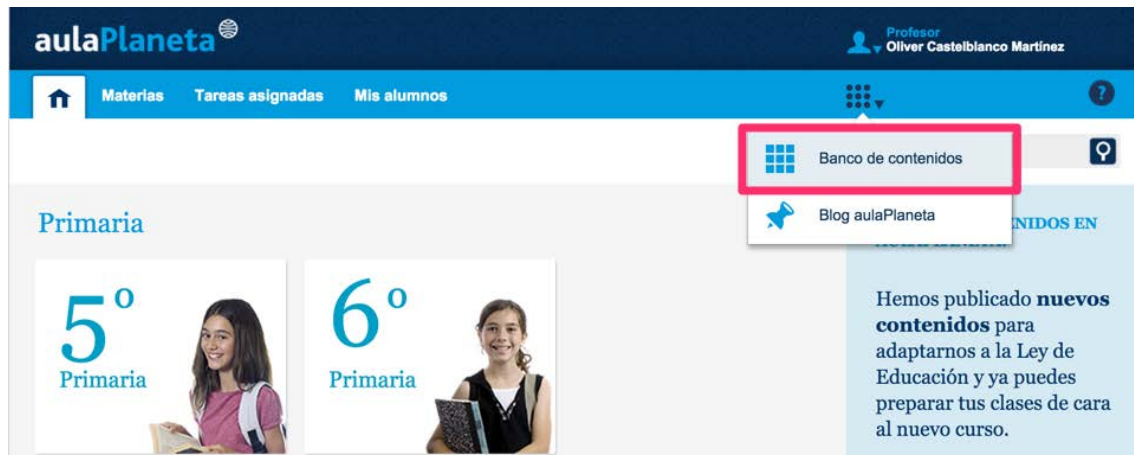 aulaPlaneta
Profesor
Oliver Castelblanco Martínez
Materias Tareas asignadas Mis alumnos
?
Banco de contenidos
Blog aulaPlaneta
Primaria
5º
Primaria
6º
Primaria
NIDOS EN
Hemos publicado nuevos
contenidos para
adaptarnos a la Ley de
Educación y ya puedes
preparar tus clases de cara
al nuevo curso.